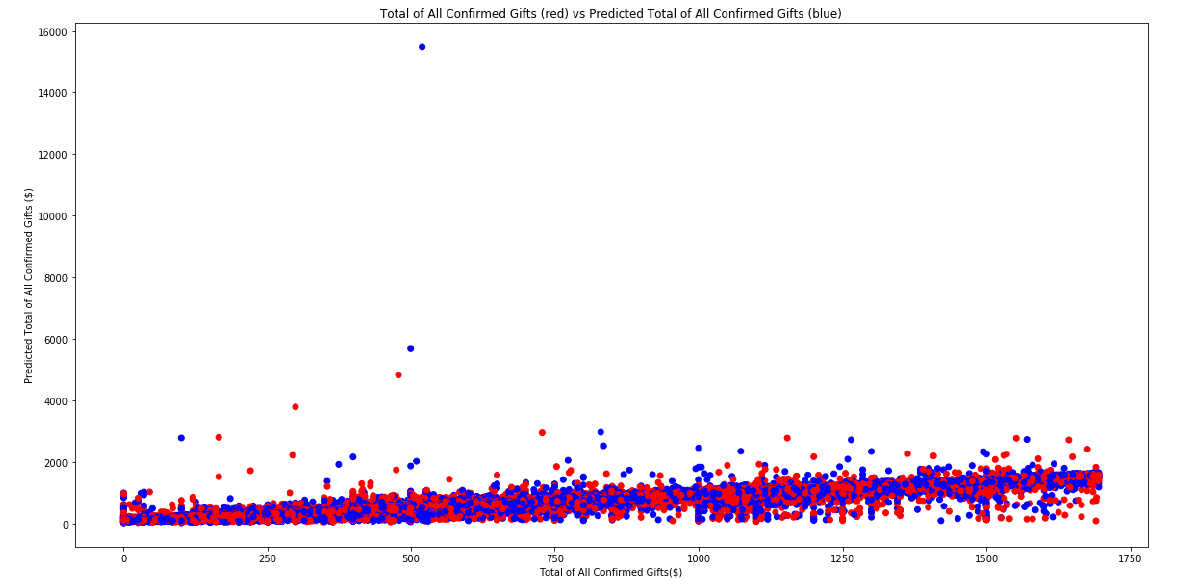 Total of All Confirmed Gifts (red) vs Predicted Total of All Confirmed Gifts (blue)
16000
14000
12000
10000
8000
6000
4000
2000
0
Predicted Total of All Confirmed Gifts ($)
0 250 500 750 1000 1250 1500 1750
Total of All Confirmed Gifts($)